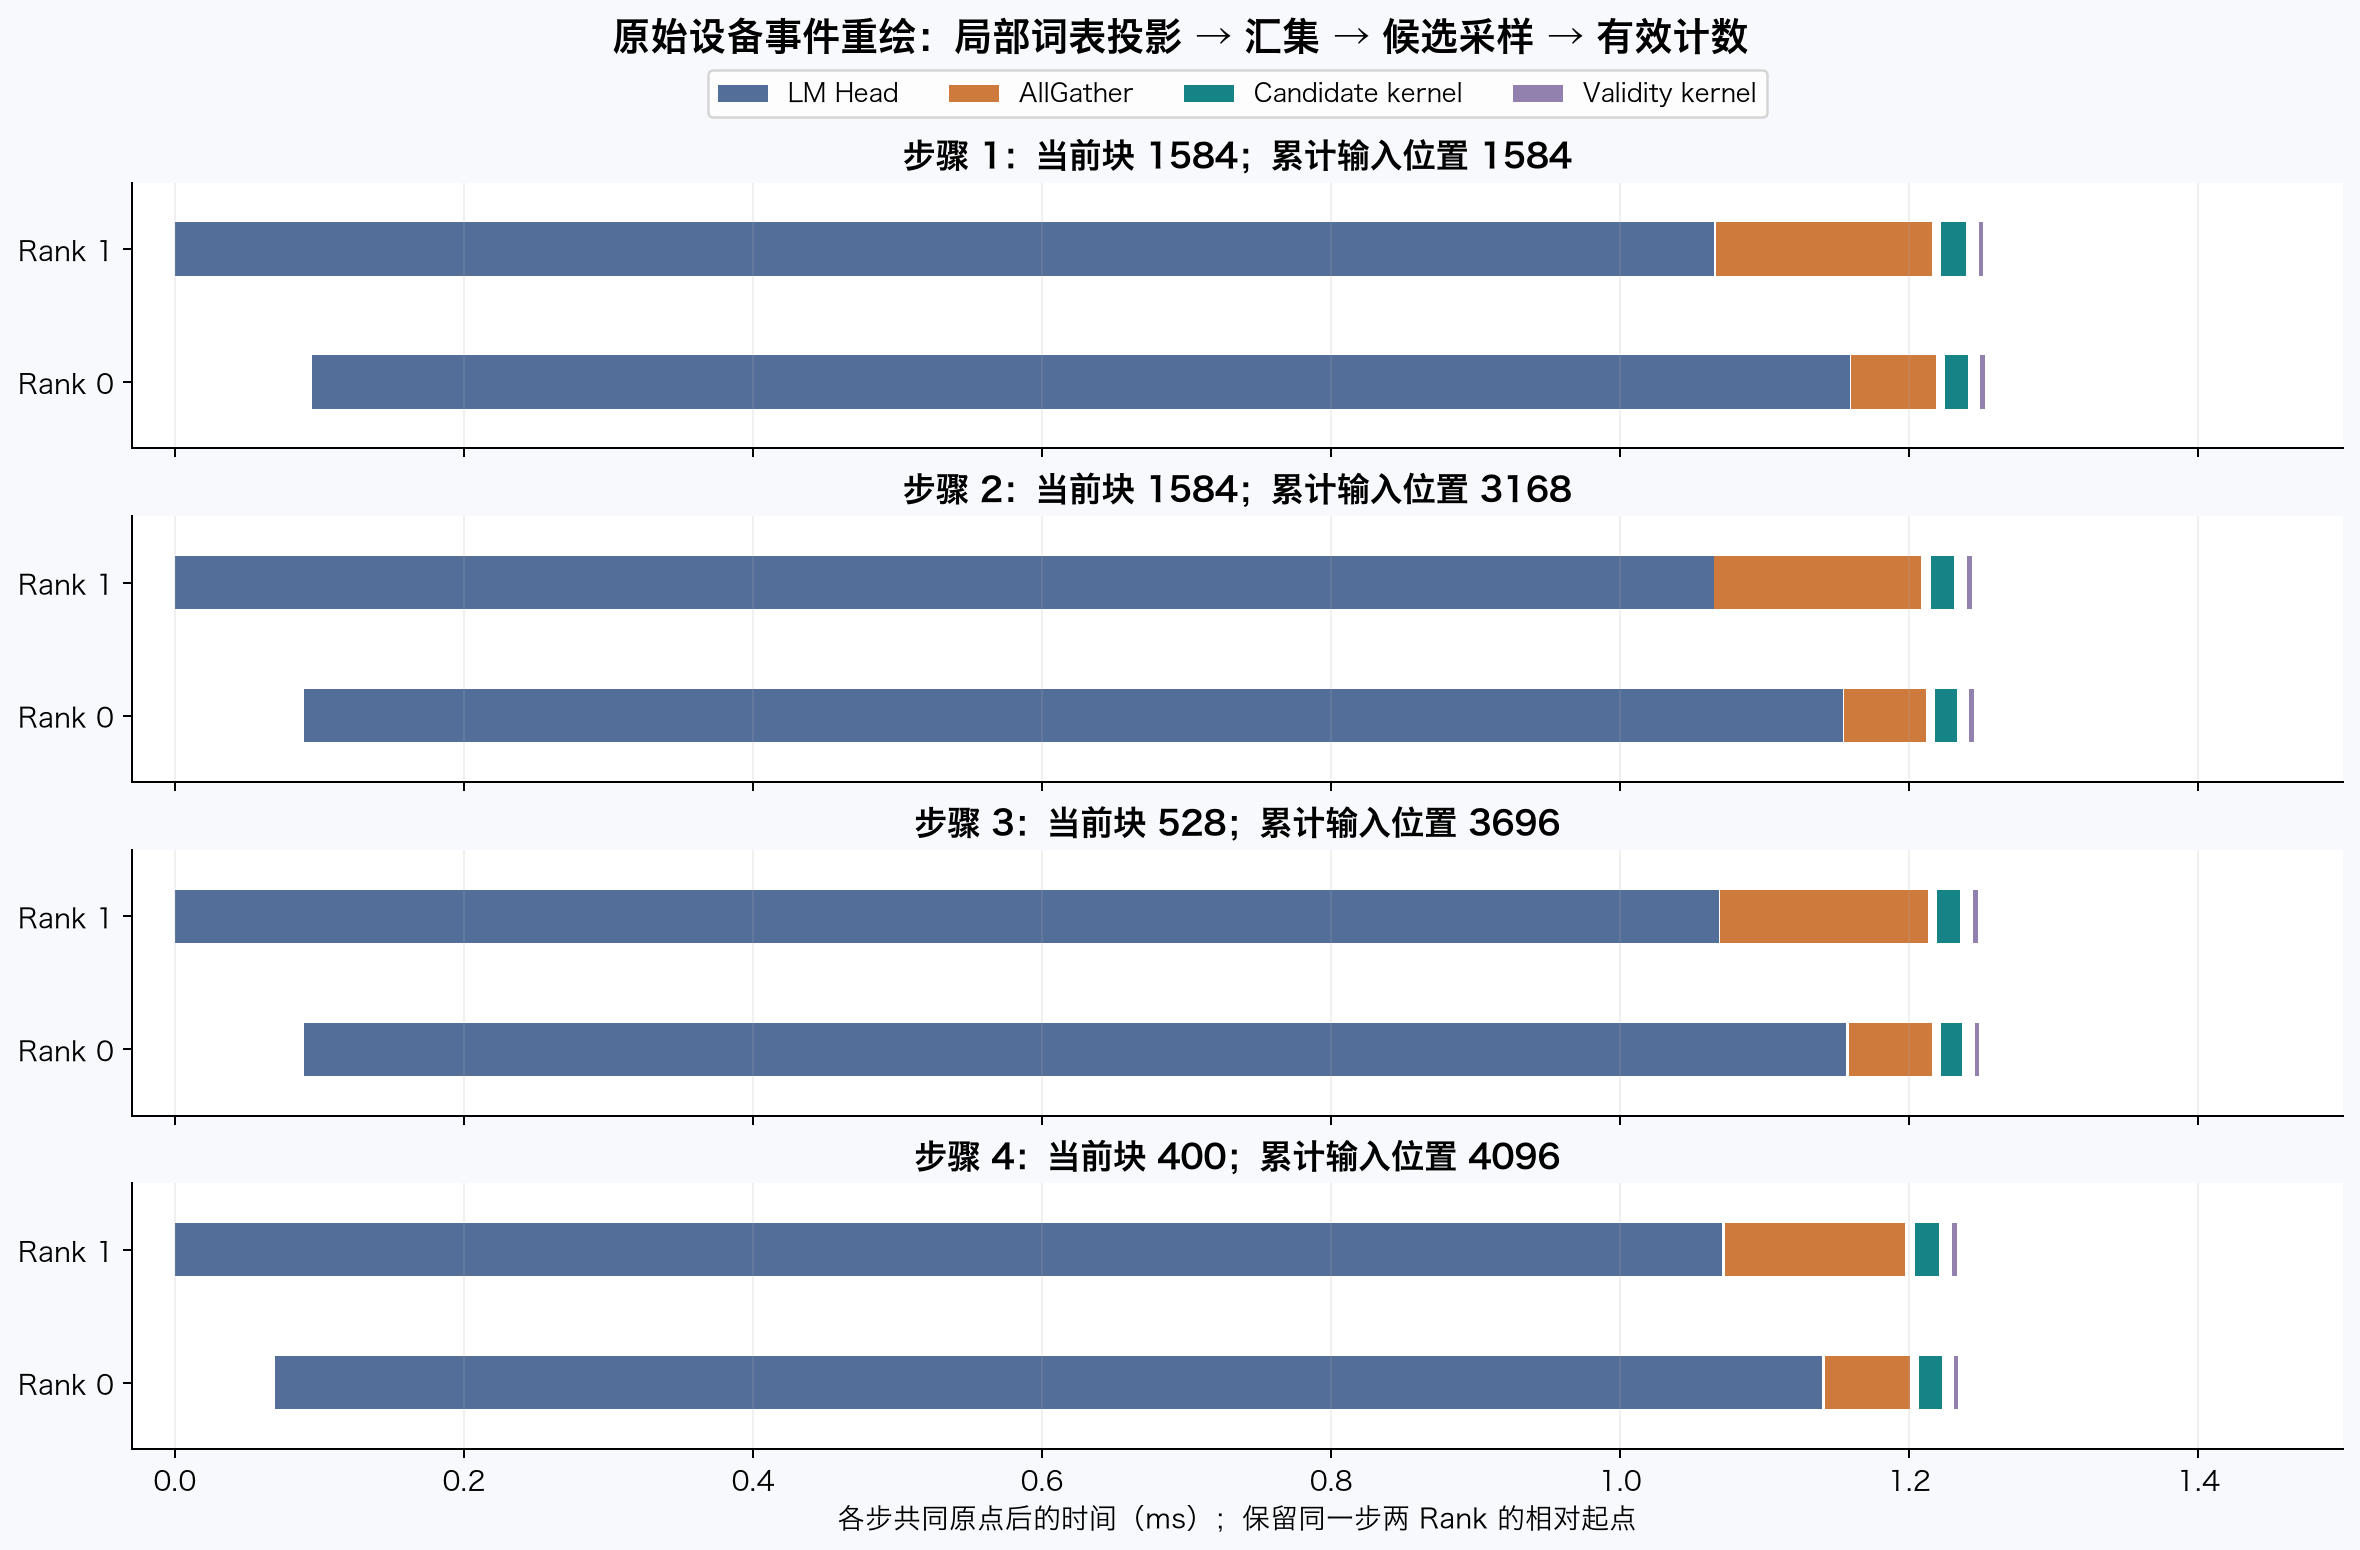 原始设备事件重绘：局部词表投影 → 汇集 → 候选采样 → 有效计数
LM Head AllGather Candidate kernel Validity kernel
步骤 1：当前块 1584；累计输入位置 1584
Rank 1
Rank 0
步骤 2：当前块 1584；累计输入位置 3168
Rank 1
Rank 0
步骤 3：当前块 528；累计输入位置 3696
Rank 1
Rank 0
步骤 4：当前块 400；累计输入位置 4096
Rank 1
Rank 0
0.0 0.2 0.4 0.6 0.8 1.0 1.2 1.4
各步共同原点后的时间（ms）；保留同一步两 Rank 的相对起点